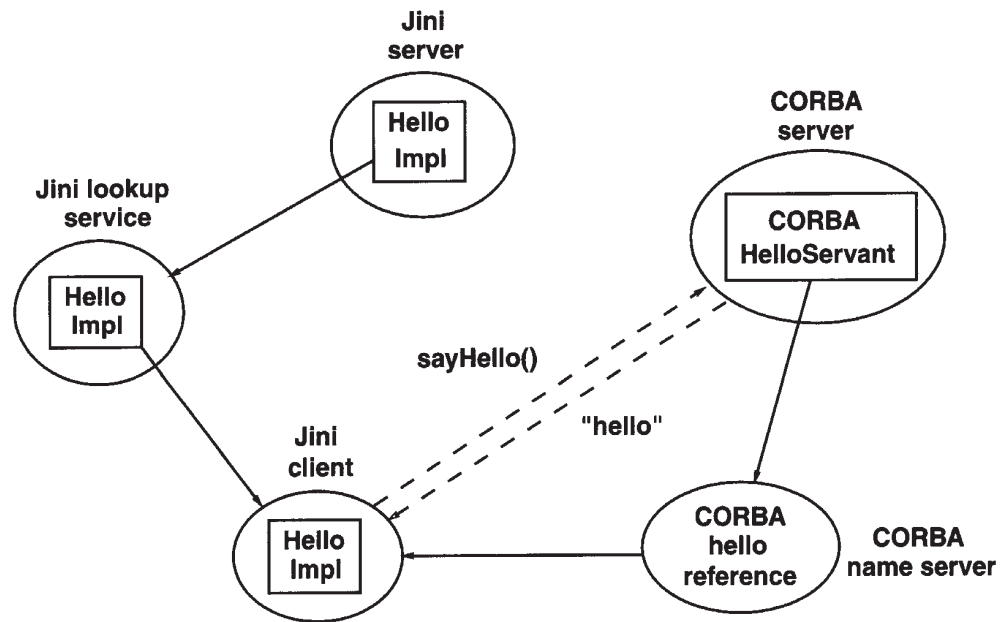 Jini
server
Hello
Impl
CORBA
server
CORBA
HelloServant
Jini lookup
service
Hello
Impl
sayHello()
"hello"
Jini
client
Hello
Impl
CORBA
hello
reference
CORBA
name server